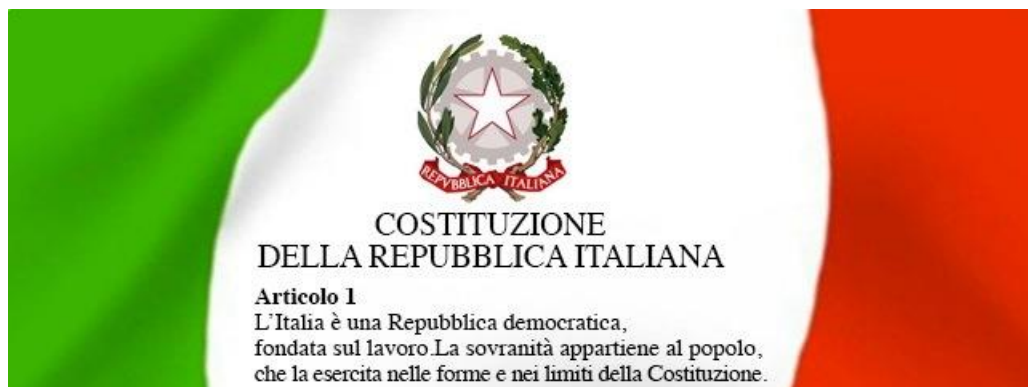 REPVBBLICA ITALIANA
COSTITUZIONE
DELLA REPUBBLICA ITALIANA
Articolo 1
L’Italia è una Repubblica democratica,
fondata sul lavoro.La sovranità appartiene al popolo,
che la esercita nelle forme e nei limiti della Costituzione.